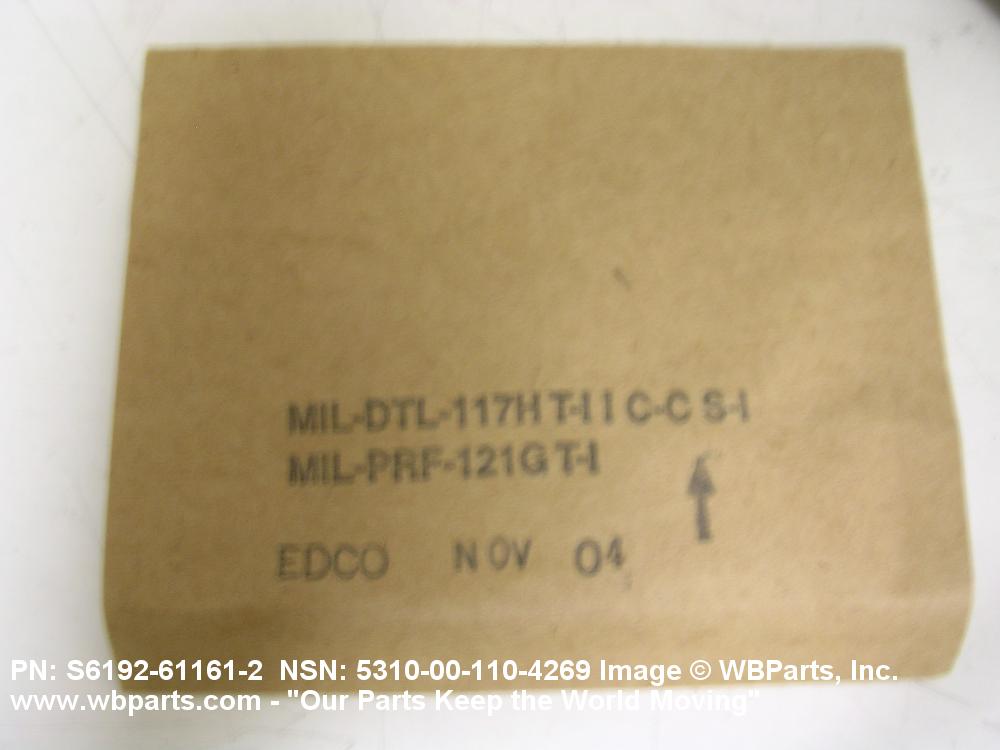 MIL-DTL-117H T-I I C-C S-I
MIL-PRF-121G T-I
EDCO NOV 04
PN: S6192-61161-2 NSN: 5310-00-110-4269 Image © WBParts, Inc.
www.wbparts.com - "Our Parts Keep the World Moving"